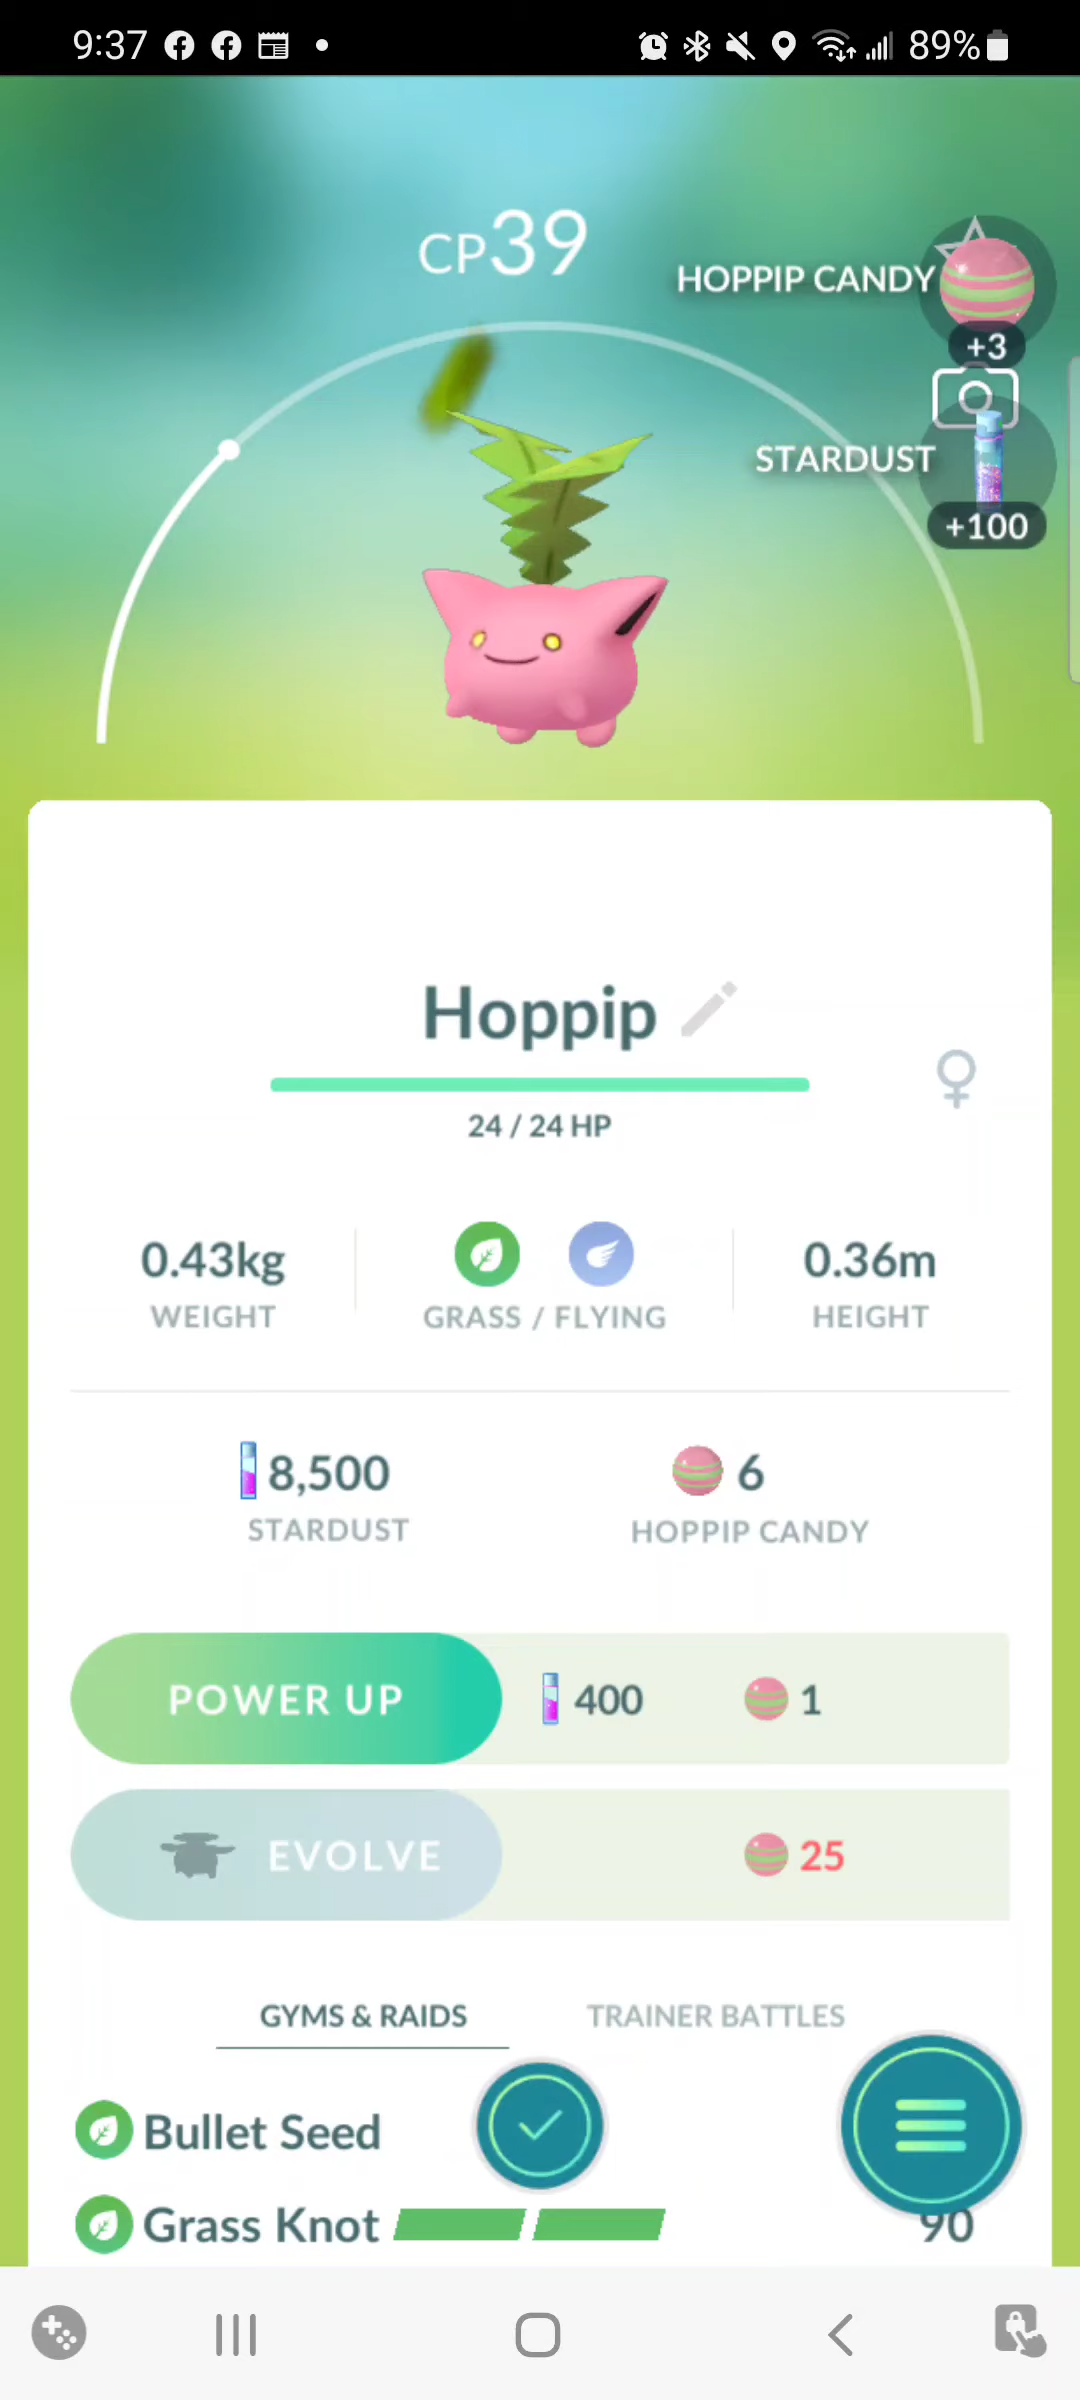 9:37
89%
CP39
HOPPIP CANDY
+3
STARDUST
+100
Hoppip
24 / 24 HP
0.43kg
WEIGHT
GRASS / FLYING
0.36m
HEIGHT
8,500
STARDUST
6
HOPPIP CANDY
POWER UP
400
1
EVOLVE
25
GYMS & RAIDS
TRAINER BATTLES
Bullet Seed
Grass Knot
90